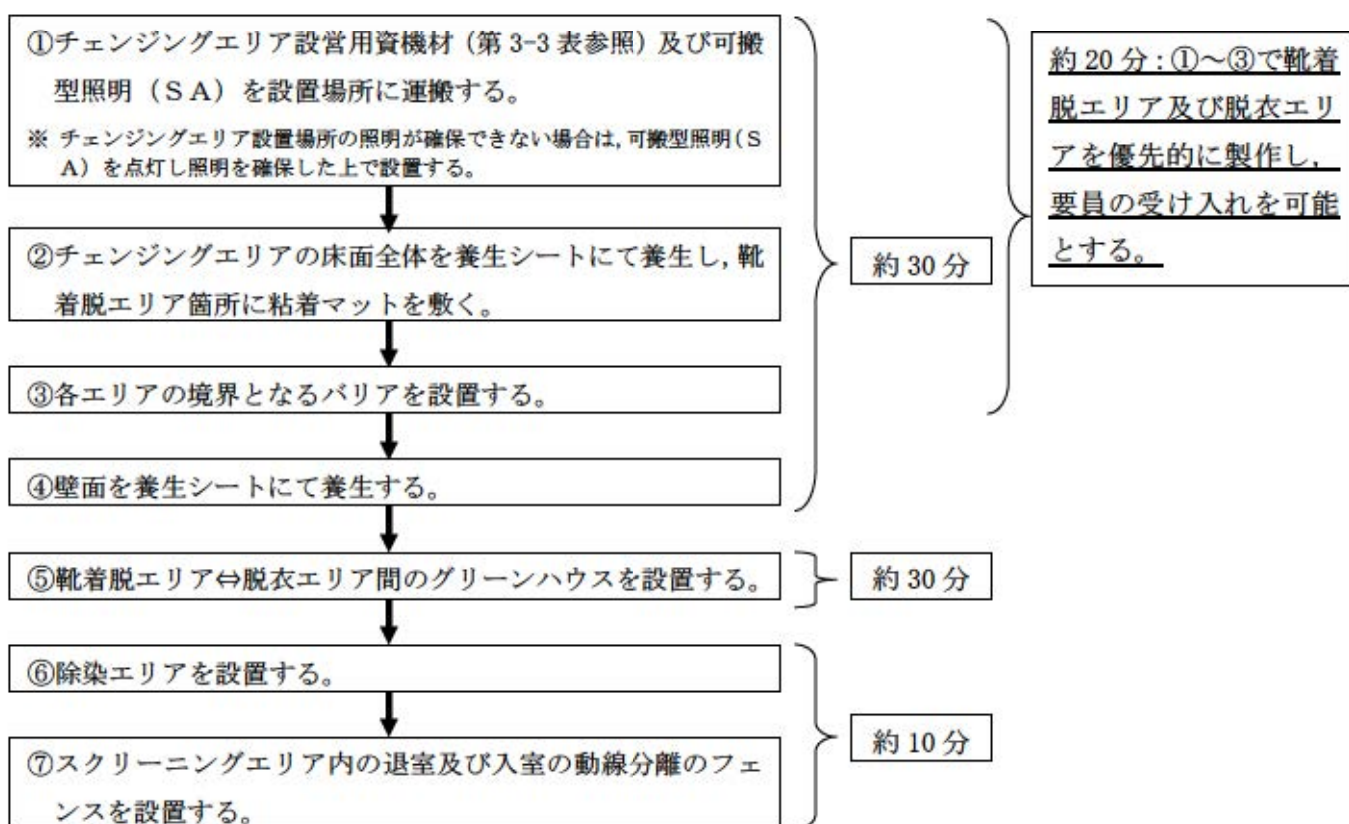 ①チェンジングエリア設営用資機材（第 3-3 表参照）及び可搬
型照明（ＳＡ）を設置場所に運搬する。
※ チェンジングエリア設置場所の照明が確保できない場合は，可搬型照明（Ｓ
Ａ）を点灯し照明を確保した上で設置する。
②チェンジングエリアの床面全体を養生シートにて養生し，靴
着脱エリア箇所に粘着マットを敷く。
③各エリアの境界となるバリアを設置する。
④壁面を養生シートにて養生する。
約 30 分
約 20 分：①～③で靴着
脱エリア及び脱衣エリ
アを優先的に製作し，
要員の受け入れを可能
とする。
⑤靴着脱エリア⇔脱衣エリア間のグリーンハウスを設置する。
約 30 分
⑥除染エリアを設置する。
⑦スクリーニングエリア内の退室及び入室の動線分離のフェ
ンスを設置する。
約 10 分